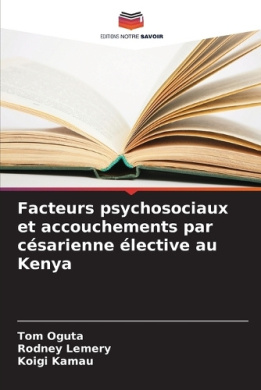 EDITIONS NOTRE SAVOIR
Facteurs psychosociaux
et accouchements par
césarienne élective au
Kenya
Tom Oguta
Rodney Lemery
Koigi Kamau